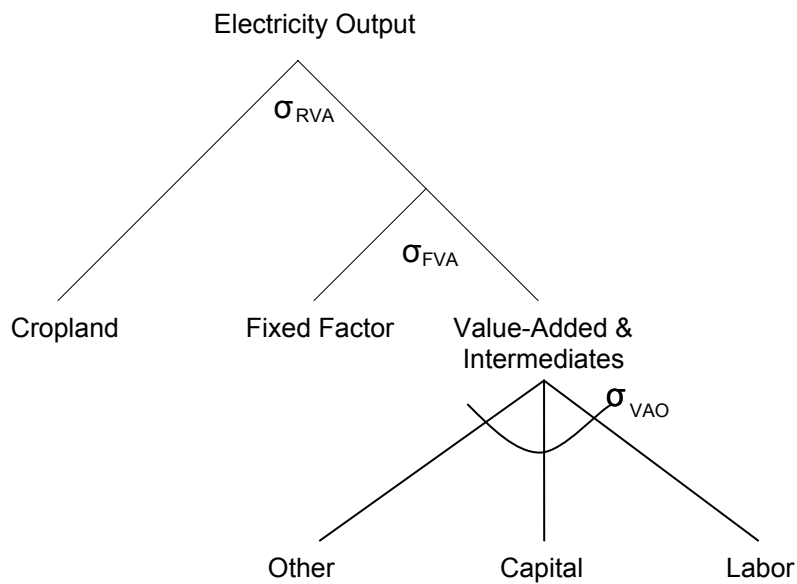 Electricity Output
σRVA
σFVA
Cropland
Fixed Factor
Value-Added &
Intermediates
σVAO
Other
Capital
Labor